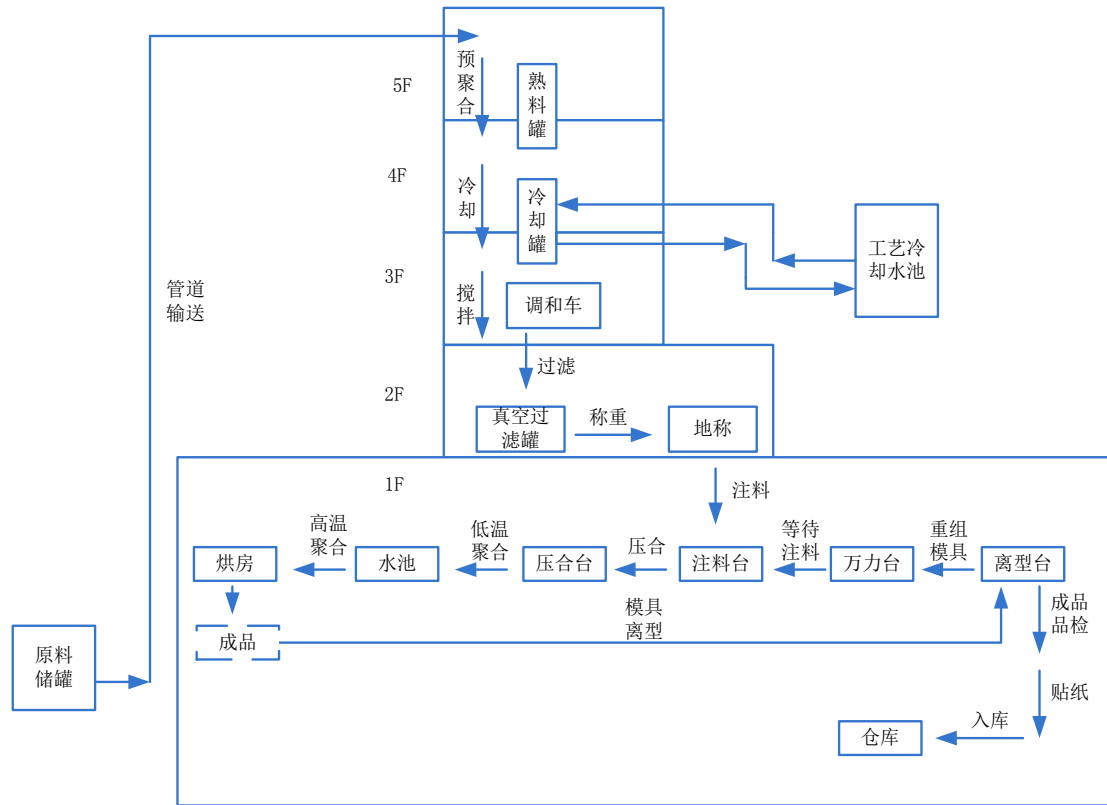 5F
预
聚
合
熟
料
罐
4F
冷
却
冷
却
罐
工艺冷
却水池
3F
搅
拌
调和车
管道
输送
过滤
2F
真空过
滤罐
称重
地称
1F
注料
高温
聚合
低温
聚合
压合
等待
注料
重组
模具
烘房
水池
压合台
注料台
万力台
离型台
成品
模具
离型
成品
品检
原料
储罐
贴纸
入库
仓库